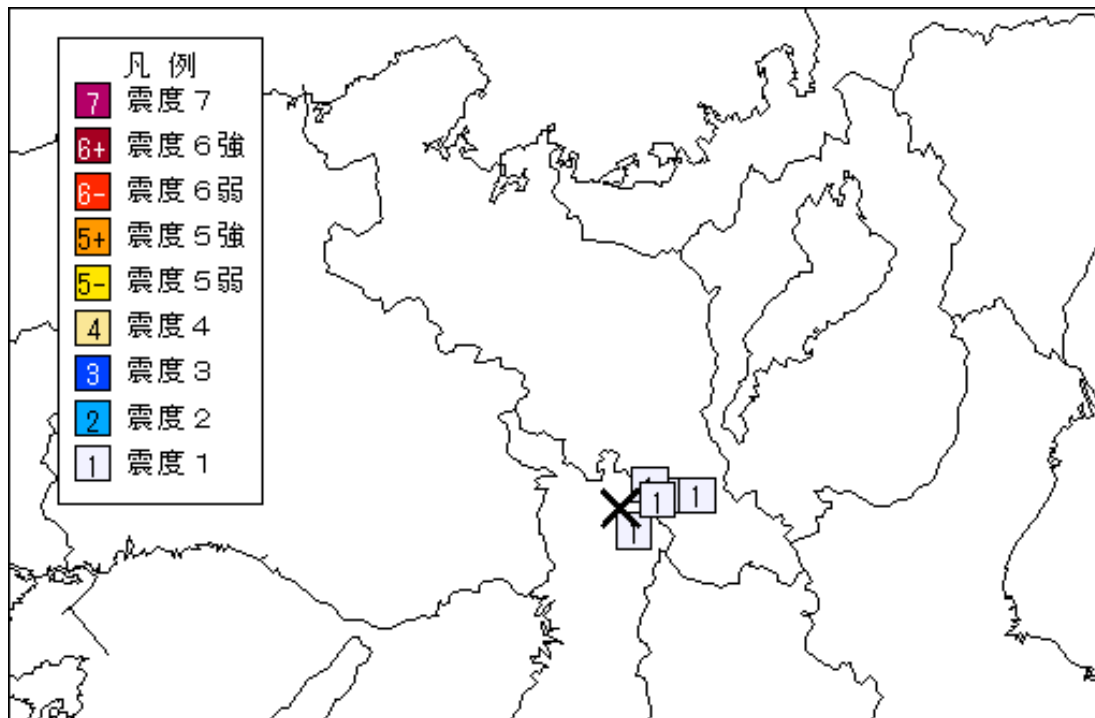 凡 例
7 震度７
6+ 震度６強
6- 震度６弱
5+ 震度５強
5- 震度５弱
4 震度４
3 震度３
2 震度２
1 震度１
1
1
1
1